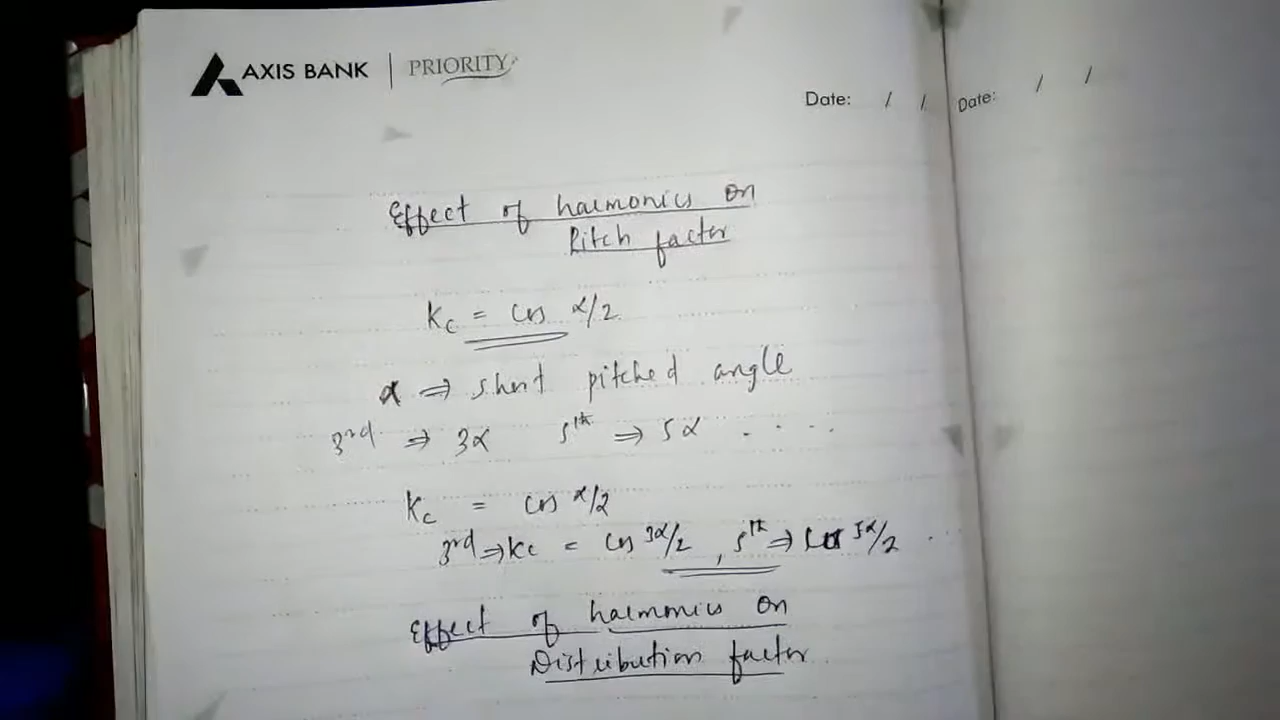 AXIS BANK | PRIORITY
Date: / / Date: / /
Effect of harmonics on
Pitch factor
Kc = cos α/2
α ⇒ short pitched angle
3rd ⇒ 3α 5th ⇒ 5α . . . .
Kc = cos α/2
3rd ⇒ Kc = cos 3α/2 , 5th ⇒ cos 5α/2 .
Effect of harmonics on
Distribution factor